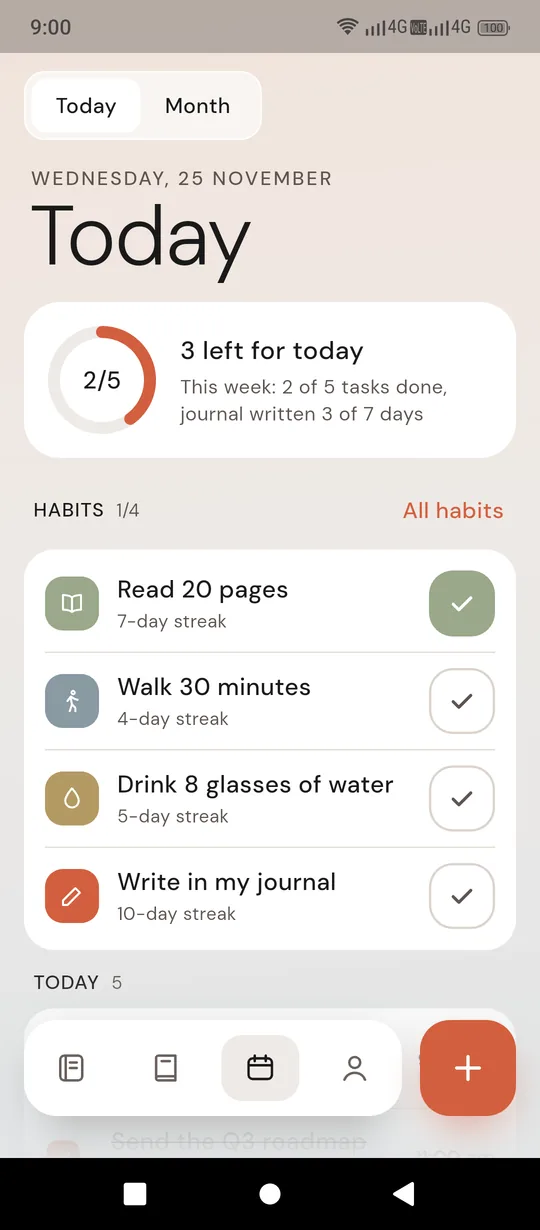 9:00
4G VoLTE 4G 100
Today Month
WEDNESDAY, 25 NOVEMBER
Today
2/5
3 left for today
This week: 2 of 5 tasks done,
journal written 3 of 7 days
HABITS 1/4
All habits
Read 20 pages
7-day streak
Walk 30 minutes
4-day streak
Drink 8 glasses of water
5-day streak
Write in my journal
10-day streak
TODAY 5
Send the Q3 roadmap